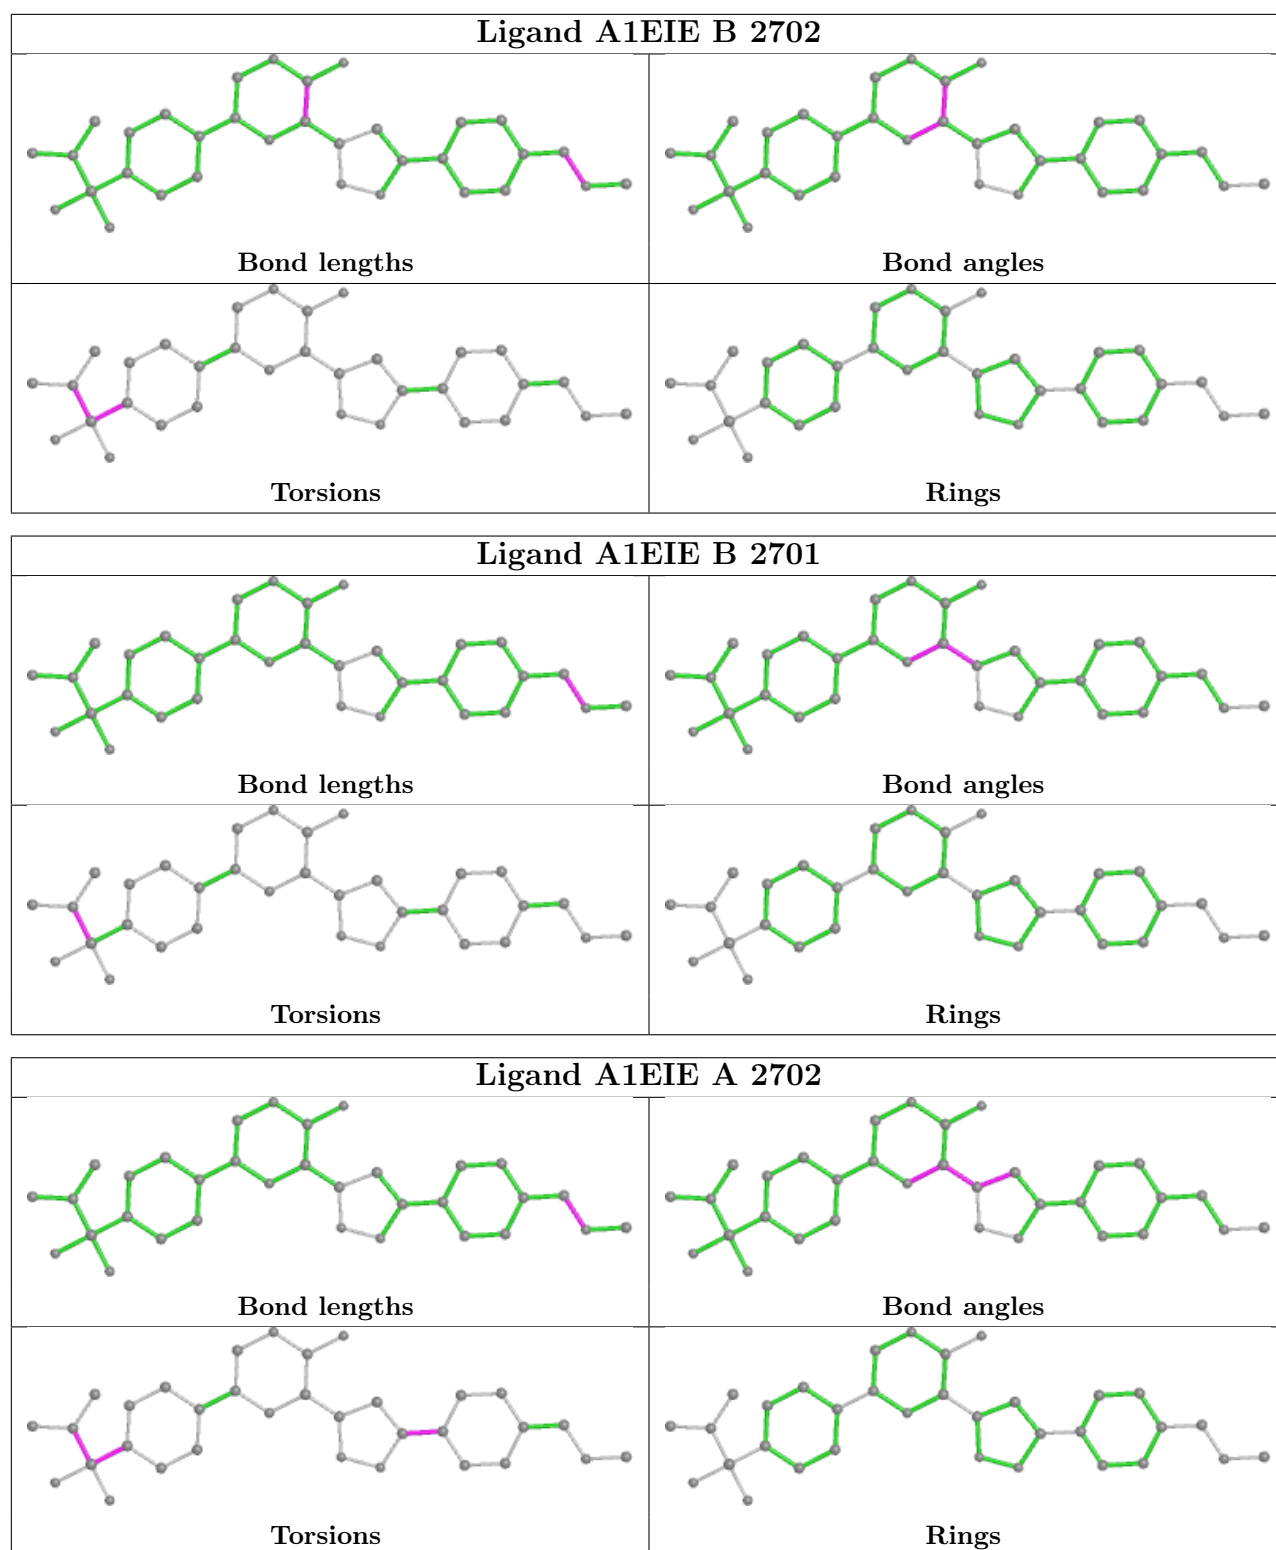 Ligand A1EIE B 2702
Bond lengths
Bond angles
Torsions
Rings
Ligand A1EIE B 2701
Bond lengths
Bond angles
Torsions
Rings
Ligand A1EIE A 2702
Bond lengths
Bond angles
Torsions
Rings